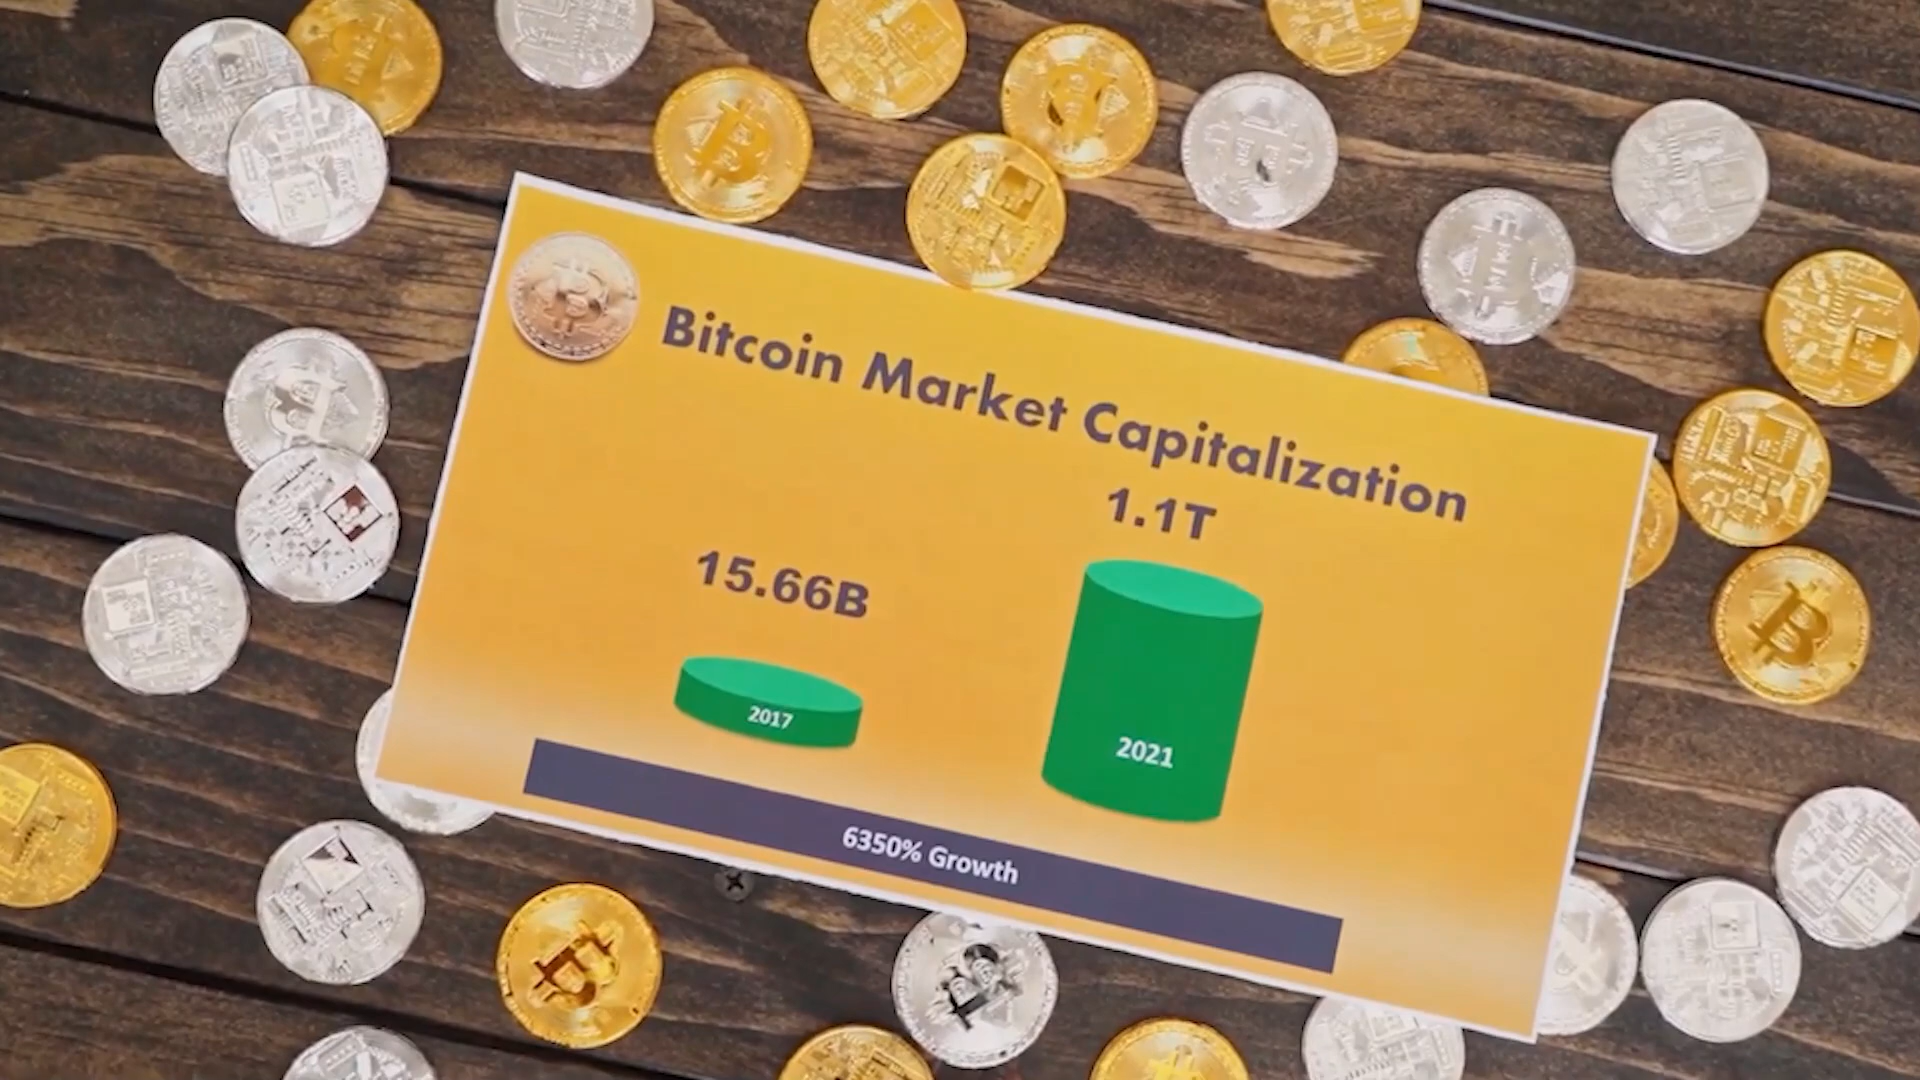 Bitcoin Market Capitalization
15.66B
1.1T
2017
2021
6350% Growth